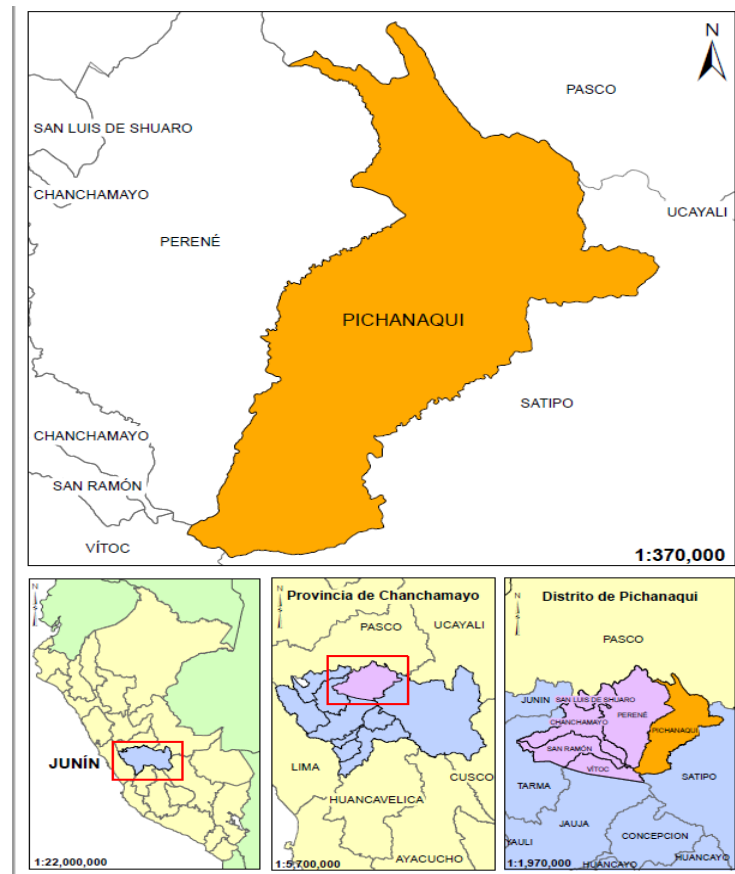 N
PASCO
SAN LUIS DE SHUARO
CHANCHAMAYO
UCAYALI
PERENÉ
PICHANAQUI
SATIPO
CHANCHAMAYO
SAN RAMÓN
VÍTOC
1:370,000
N
JUNÍN
1:22,000,000
N
Provincia de Chanchamayo
PASCO
UCAYALI
LIMA
CUSCO
HUANCAVELICA
AYACUCHO
1:5,700,000
N
Distrito de Pichanaqui
PASCO
JUNIN
SAN LUIS DE SHUARO
CHANCHAMAYO
PERENÉ
PICHANAQUI
SAN RAMÓN
VÍTOC
SATIPO
TARMA
JAUJA
CONCEPCION
YAULI
HUANCAYO
HUANCAYO
1:1,970,000